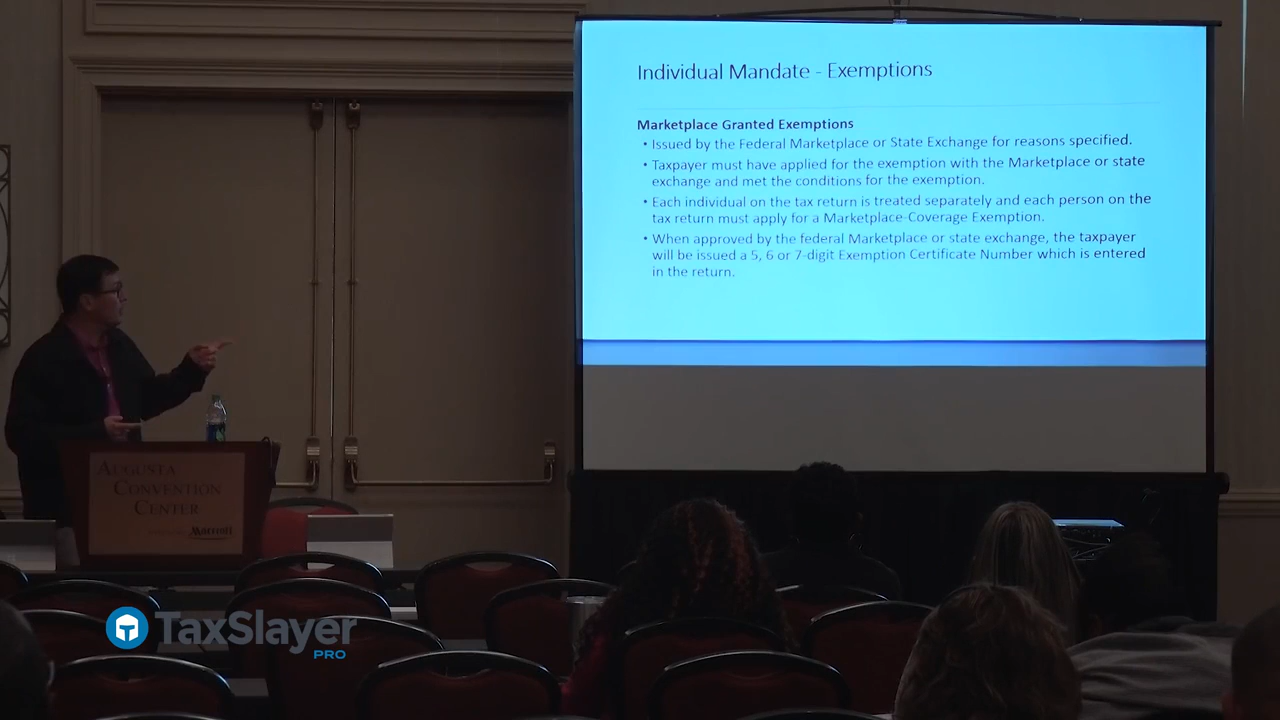 Individual Mandate - Exemptions
Marketplace Granted Exemptions
• Issued by the Federal Marketplace or State Exchange for reasons specified.
• Taxpayer must have applied for the exemption with the Marketplace or state
exchange and met the conditions for the exemption.
• Each individual on the tax return is treated separately and each person on the
tax return must apply for a Marketplace-Coverage Exemption.
• When approved by the federal Marketplace or state exchange, the taxpayer
will be issued a 5, 6 or 7-digit Exemption Certificate Number which is entered
in the return.
AUGUSTA
CONVENTION
CENTER
Marriott
TaxSlayer
PRO